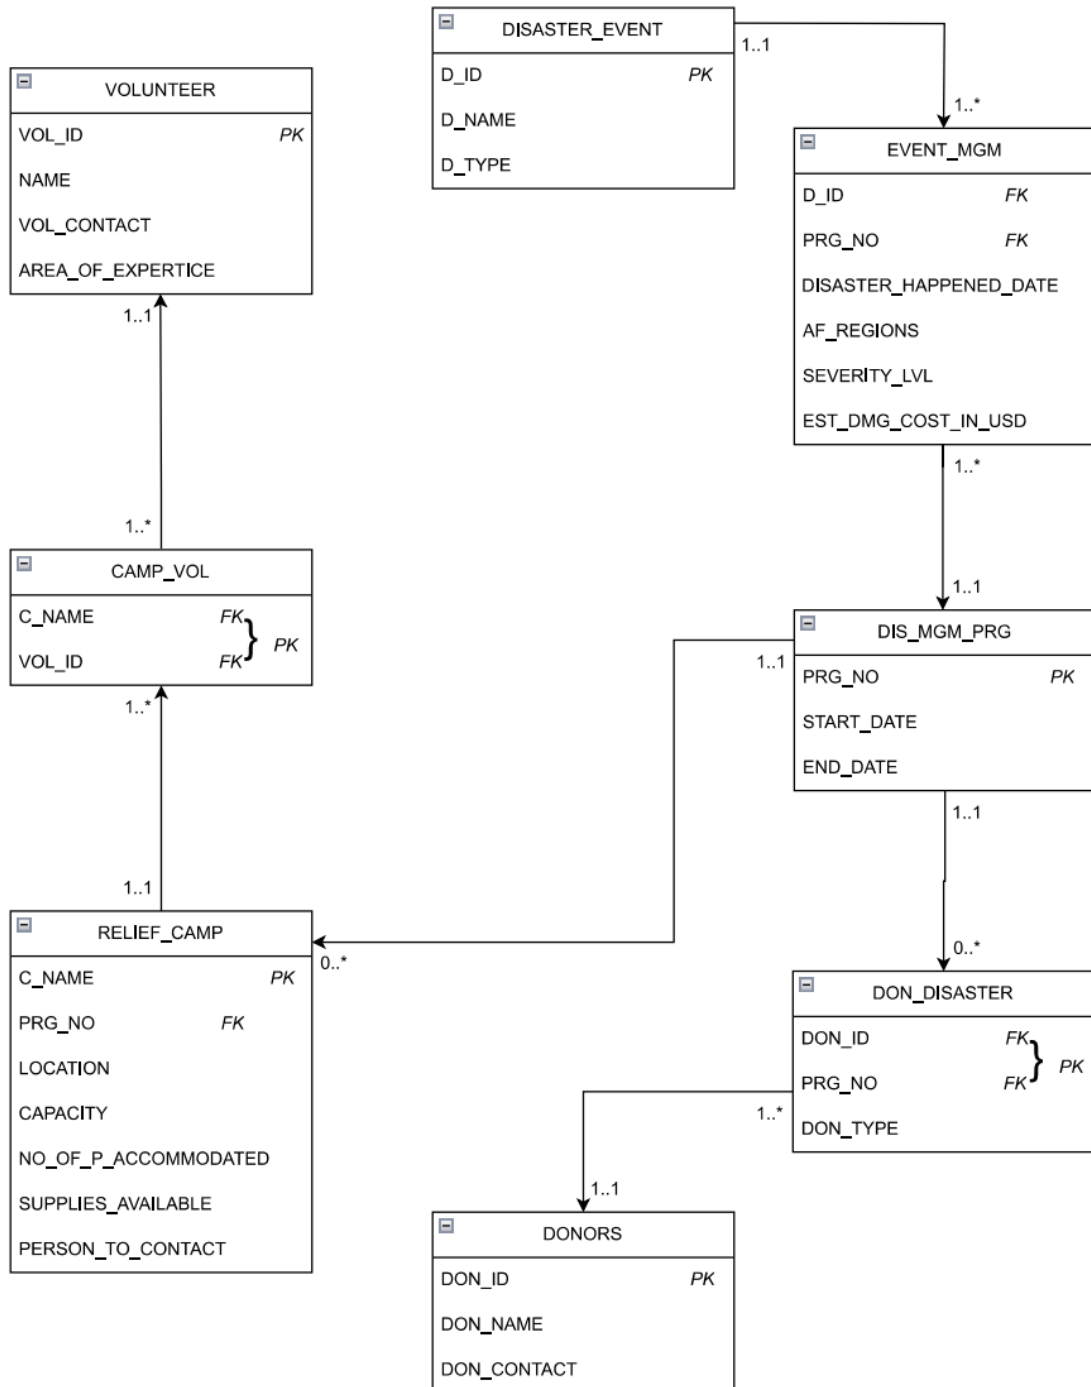 DISASTER_EVENT
D_ID PK
D_NAME
D_TYPE
1..1
1..*
VOLUNTEER
VOL_ID PK
NAME
VOL_CONTACT
AREA_OF_EXPERTICE
1..1
1..*
EVENT_MGM
D_ID FK
PRG_NO FK
DISASTER_HAPPENED_DATE
AF_REGIONS
SEVERITY_LVL
EST_DMG_COST_IN_USD
1..*
1..1
CAMP_VOL
C_NAME FK
VOL_ID FK
} PK
1..*
1..1
DIS_MGM_PRG
PRG_NO PK
START_DATE
END_DATE
1..1
1..1
0..*
0..*
RELIEF_CAMP
C_NAME PK
PRG_NO FK
LOCATION
CAPACITY
NO_OF_P_ACCOMMODATED
SUPPLIES_AVAILABLE
PERSON_TO_CONTACT
DON_DISASTER
DON_ID FK
PRG_NO FK
} PK
DON_TYPE
1..*
1..1
DONORS
DON_ID PK
DON_NAME
DON_CONTACT